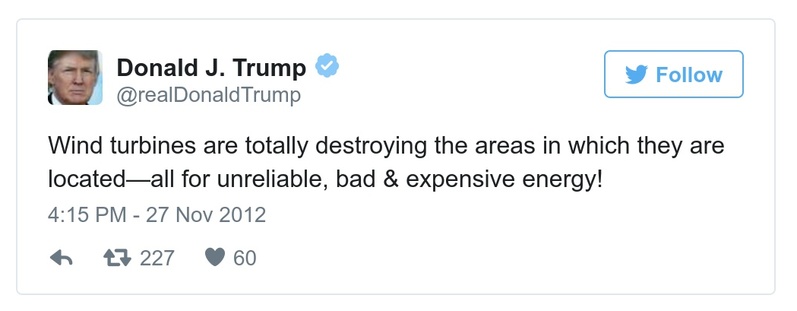 Donald J. Trump
@realDonaldTrump
Follow
Wind turbines are totally destroying the areas in which they are
located—all for unreliable, bad & expensive energy!
4:15 PM - 27 Nov 2012
227 60